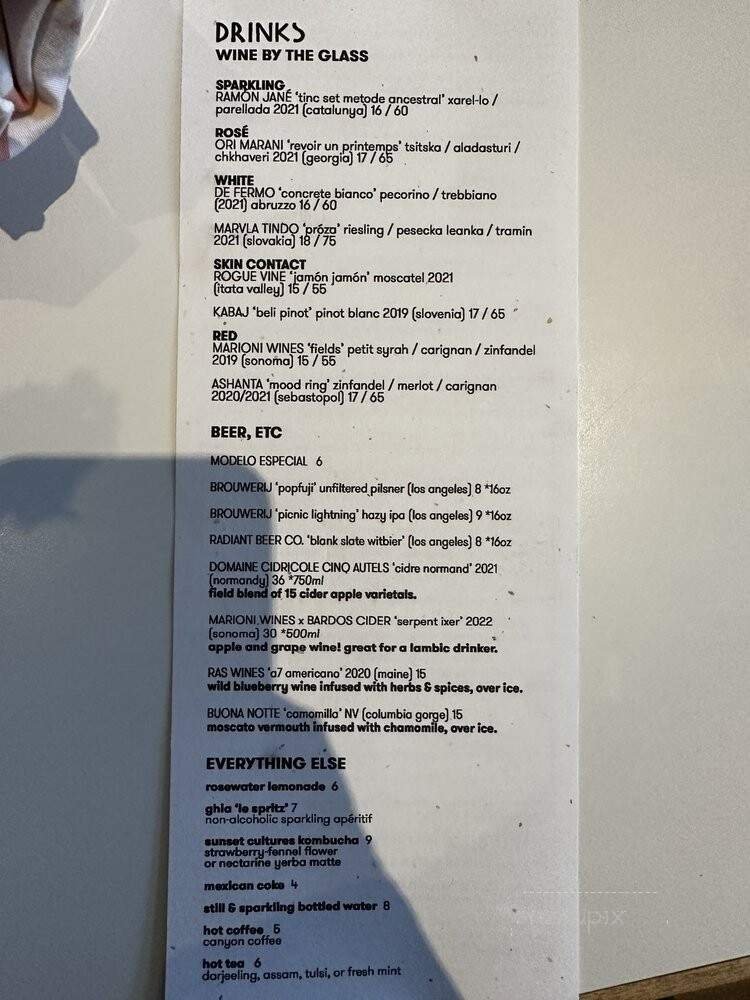 DRINKS
WINE BY THE GLASS
SPARKLING
RAMÓN JANÉ 'tinc set metode ancestral' xarel-lo /
parellada 2021 (catalunya) 16 / 60
ROSÉ
ORI MARANI 'revoir un printemps' tsitska / aladasturi /
chkhaveri 2021 (georgia) 17 / 65
WHITE
DE FERMO 'concrete bianco' pecorino / trebbiano
(2021) abruzzo 16 / 60
MARVLA TINDO 'próza' riesling / pesecka leanka / tramin
2021 (slovakia) 18 / 75
SKIN CONTACT
ROGUE VINE 'jamón jamón' moscatel 2021
(itata valley) 15 / 55
KABAJ 'beli pinot' pinot blanc 2019 (slovenia) 17 / 65
RED
MARIONI WINES 'fields' petit syrah / carignan / zinfandel
2019 (sonoma) 15 / 55
ASHANTA 'mood ring' zinfandel / merlot / carignan
2020/2021 (sebastopol) 17 / 65
BEER, ETC
MODELO ESPECIAL 6
BROUWERIJ 'popfuji' unfiltered pilsner (los angeles) 8 *16oz
BROUWERIJ 'picnic lightning' hazy ipa (los angeles) 9 *16oz
RADIANT BEER CO. 'blank slate witbier' (los angeles) 8 *16oz
DOMAINE CIDRICOLE CINQ AUTELS 'cidre normand' 2021
(normandy) 36 *750ml
field blend of 15 cider apple varietals.
MARIONI WINES x BARDOS CIDER 'serpent ixer' 2022
(sonoma) 30 *500ml
apple and grape wine! great for a lambic drinker.
RAS WINES 'a7 americano' 2020 (maine) 15
wild blueberry wine infused with herbs & spices, over ice.
BUONA NOTTE 'camomilla' NV (columbia gorge) 15
moscato vermouth infused with chamomile, over ice.
EVERYTHING ELSE
rosewater lemonade 6
ghia 'le spritz' 7
non-alcoholic sparkling apéritif
sunset cultures kombucha 9
strawberry-fennel flower
or nectarine yerba matte
mexican coke 4
still & sparkling bottled water 8
hot coffee 5
canyon coffee
hot tea 6
darjeeling, assam, tulsi, or fresh mint